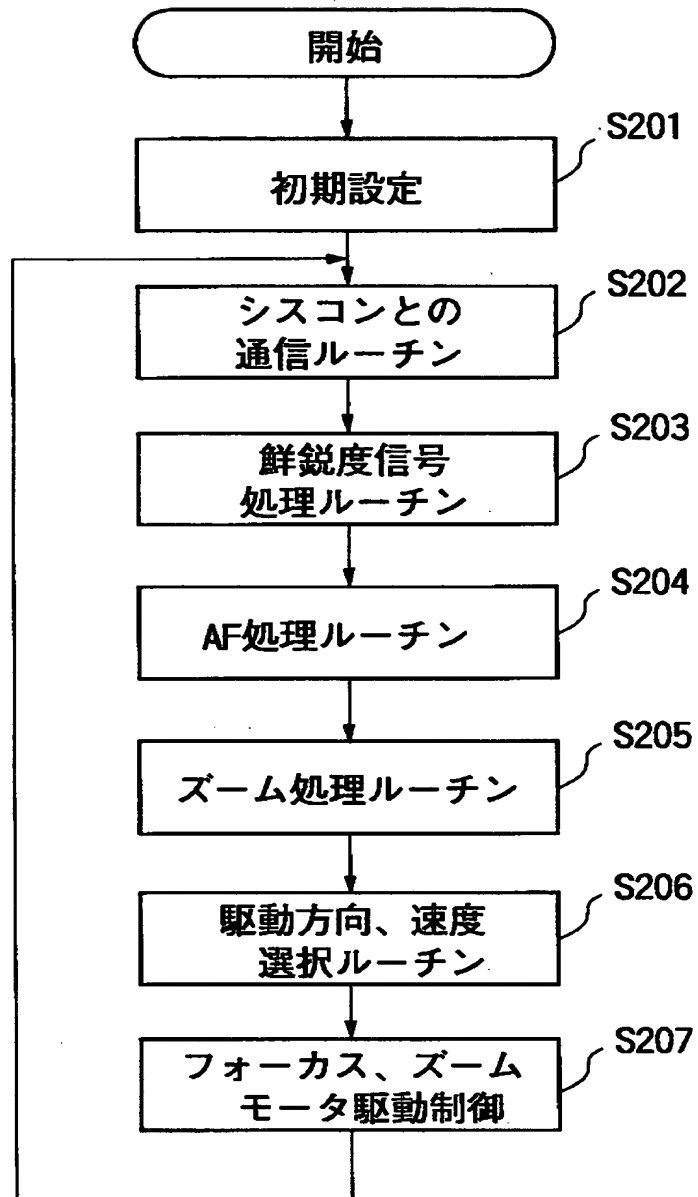 開始
S201
初期設定
S202
シスコンとの
通信ルーチン
S203
鮮鋭度信号
処理ルーチン
S204
AF処理ルーチン
S205
ズーム処理ルーチン
S206
駆動方向、速度
選択ルーチン
S207
フォーカス、ズーム
モータ駆動制御